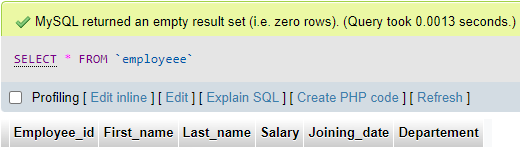 MySQL returned an empty result set (i.e. zero rows). (Query took 0.0013 seconds.)
SELECT * FROM `employeee`
Profiling [ Edit inline ] [ Edit ] [ Explain SQL ] [ Create PHP code ] [ Refresh ]
Employee_id First_name Last_name Salary Joining_date Departement